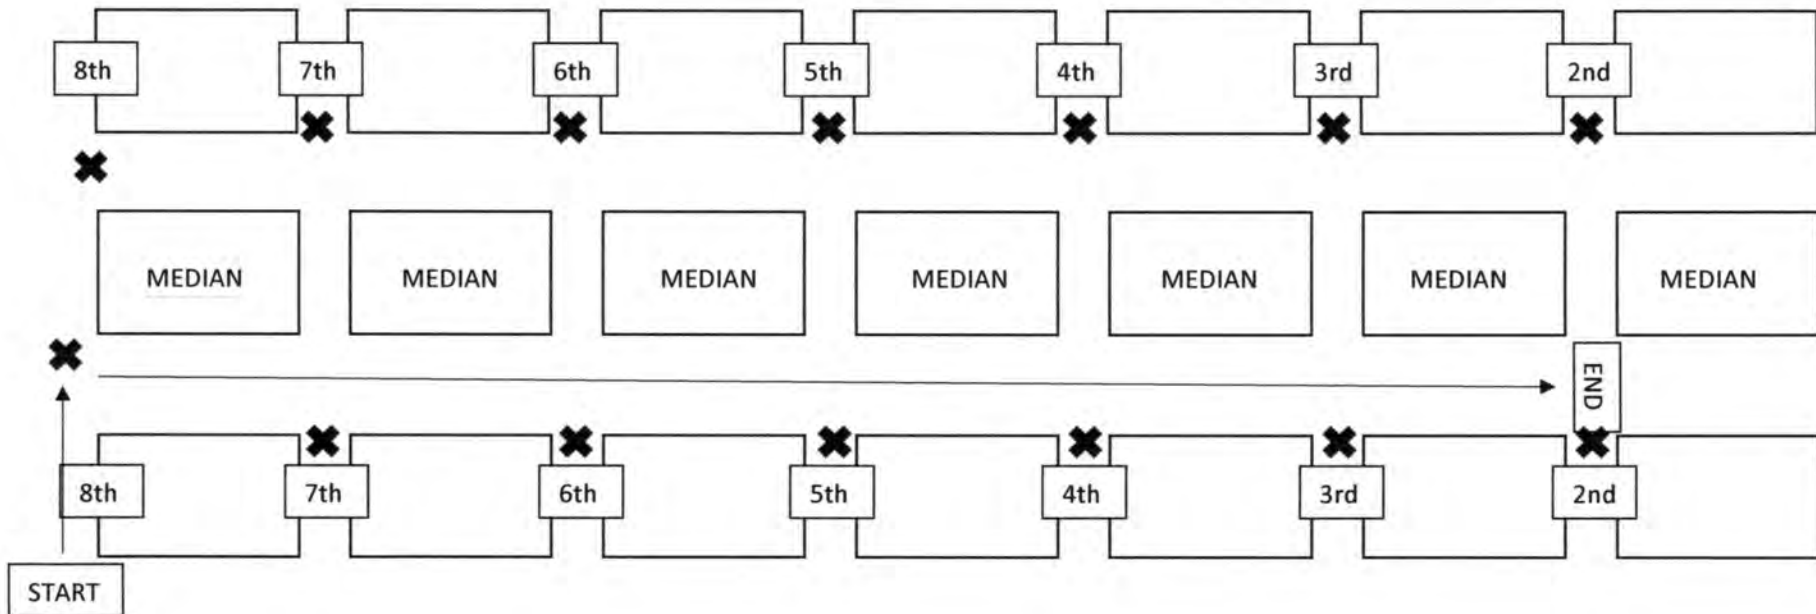 8th 7th 6th 5th 4th 3rd 2nd
MEDIAN MEDIAN MEDIAN MEDIAN MEDIAN MEDIAN MEDIAN
END
8th 7th 6th 5th 4th 3rd 2nd
START